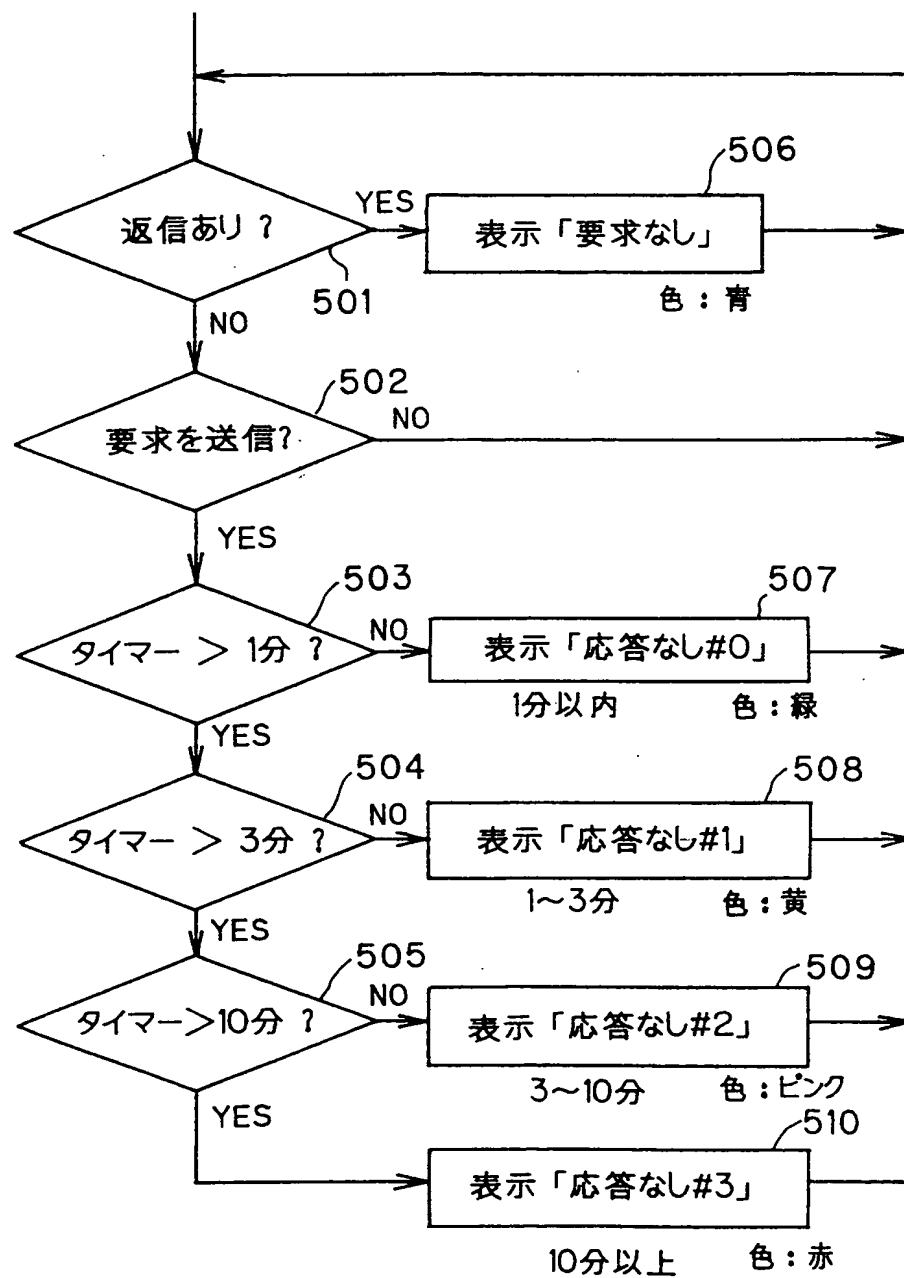 506
返信あり ?
YES
表示「要求なし」
501
色 : 青
NO
502
要求を送信?
NO
YES
503
507
タイマー > 1分 ?
NO
表示「応答なし#0」
1分以内
色 : 緑
YES
504
508
タイマー > 3分 ?
NO
表示「応答なし#1」
1〜3分
色 : 黄
YES
505
509
タイマー>10分 ?
NO
表示「応答なし#2」
3〜10分
色 : ピンク
YES
510
表示「応答なし#3」
10分以上
色 : 赤